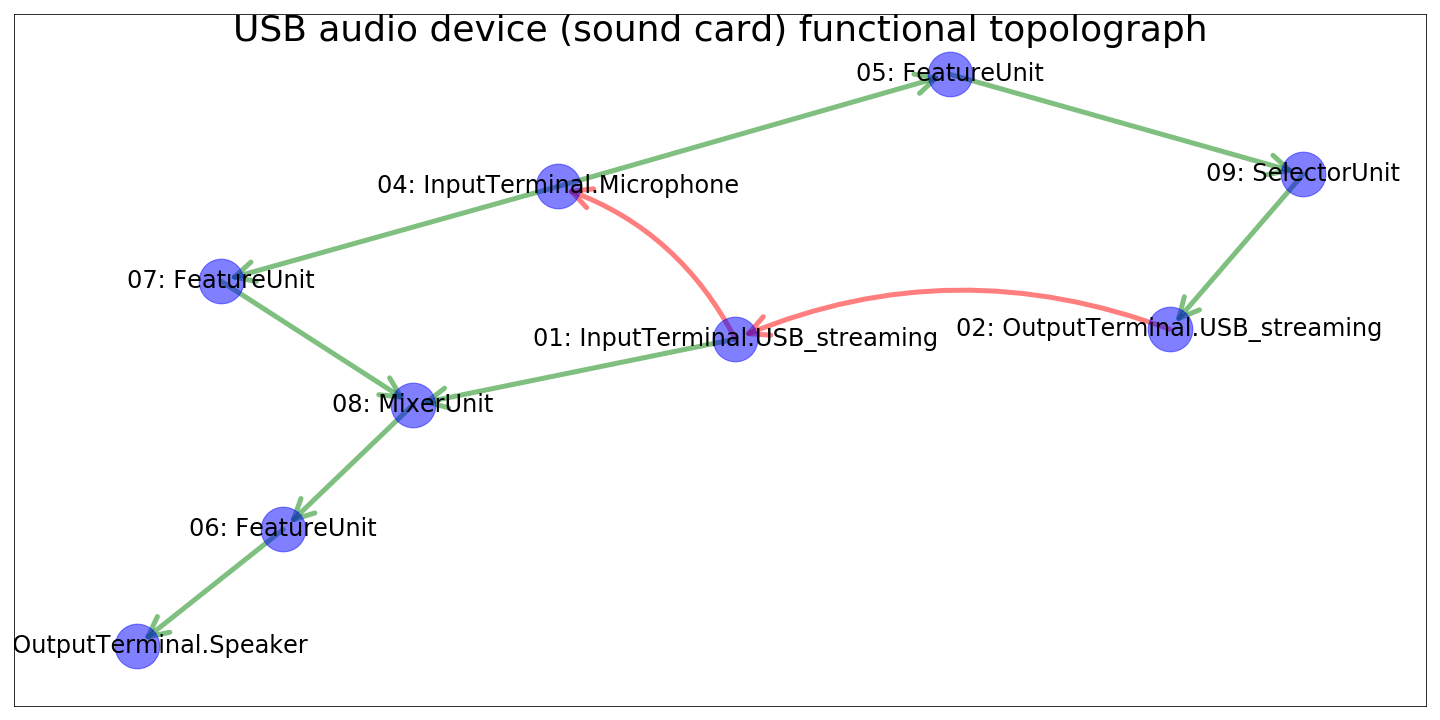 USB audio device (sound card) functional topolograph
05: FeatureUnit
09: SelectorUnit
04: InputTerminal.Microphone
07: FeatureUnit
02: OutputTerminal.USB_streaming
01: InputTerminal.USB_streaming
08: MixerUnit
06: FeatureUnit
OutputTerminal.Speaker